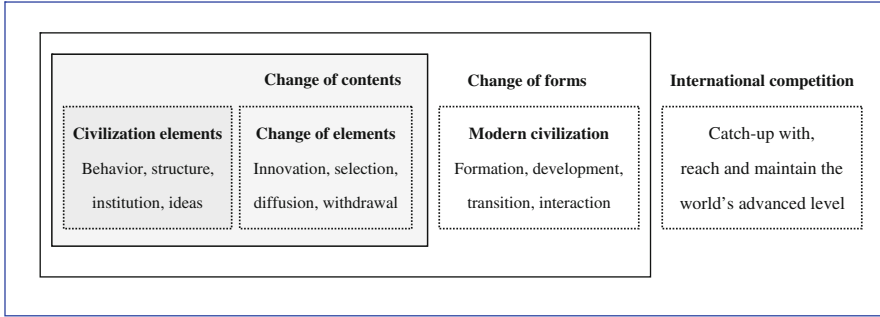 Change of contents
Change of forms
International competition
Civilization elements
Behavior, structure,
institution, ideas
Change of elements
Innovation, selection,
diffusion, withdrawal
Modern civilization
Formation, development,
transition, interaction
Catch-up with,
reach and maintain the
world's advanced level